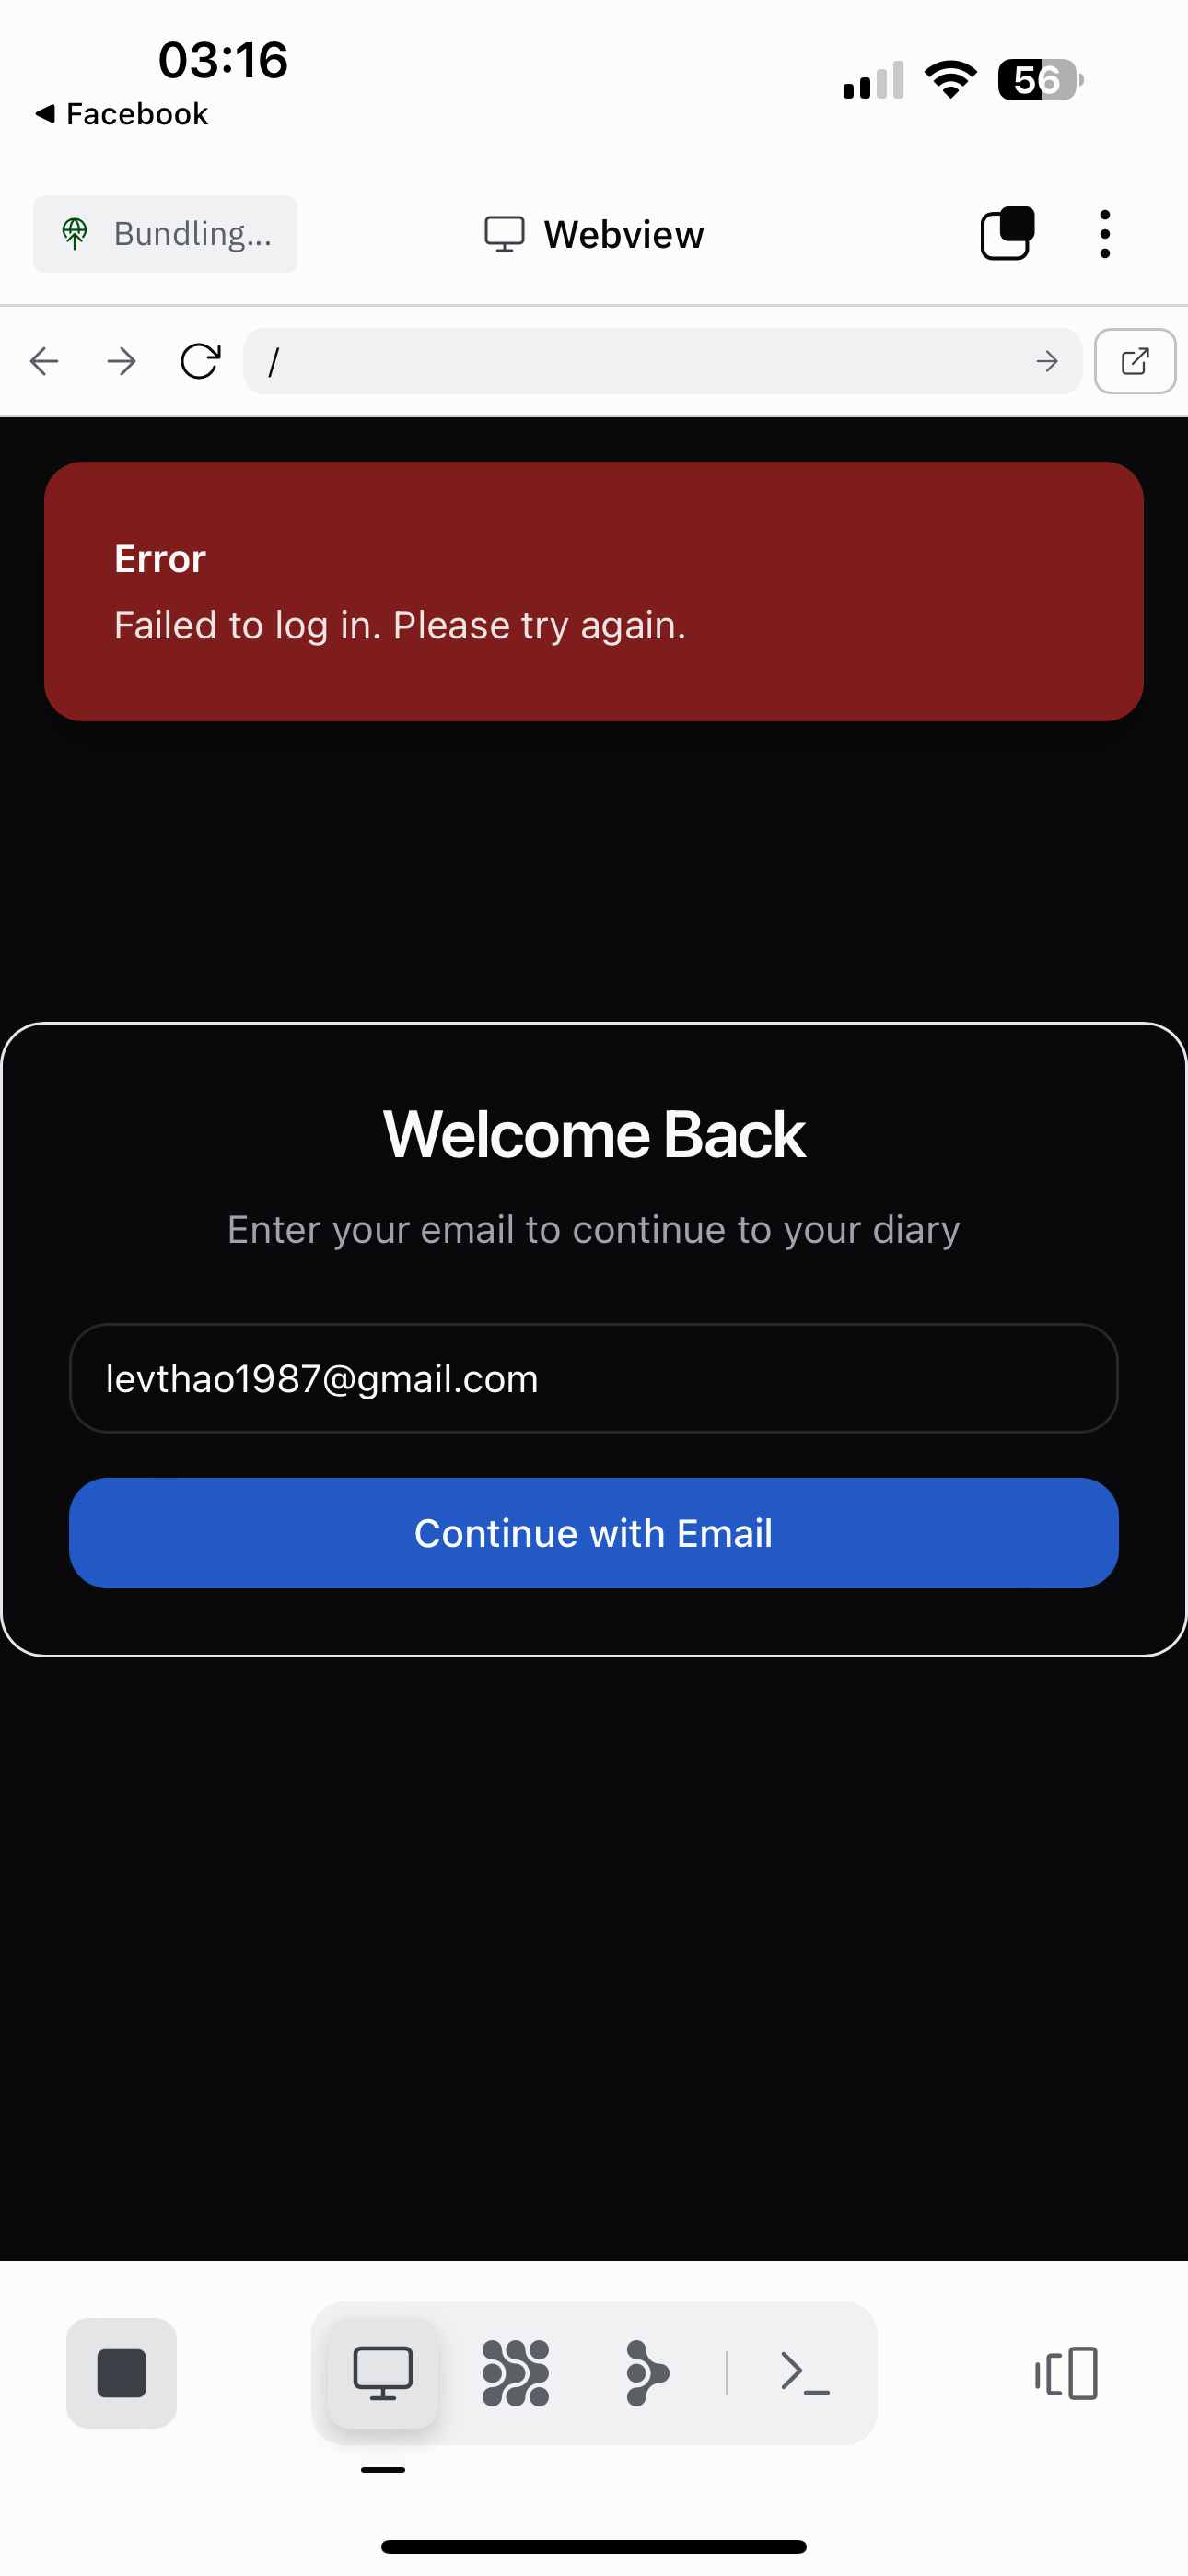 03:16
56
Facebook
Bundling...
Webview
/
Error
Failed to log in. Please try again.
Welcome Back
Enter your email to continue to your diary
levthao1987@gmail.com
Continue with Email